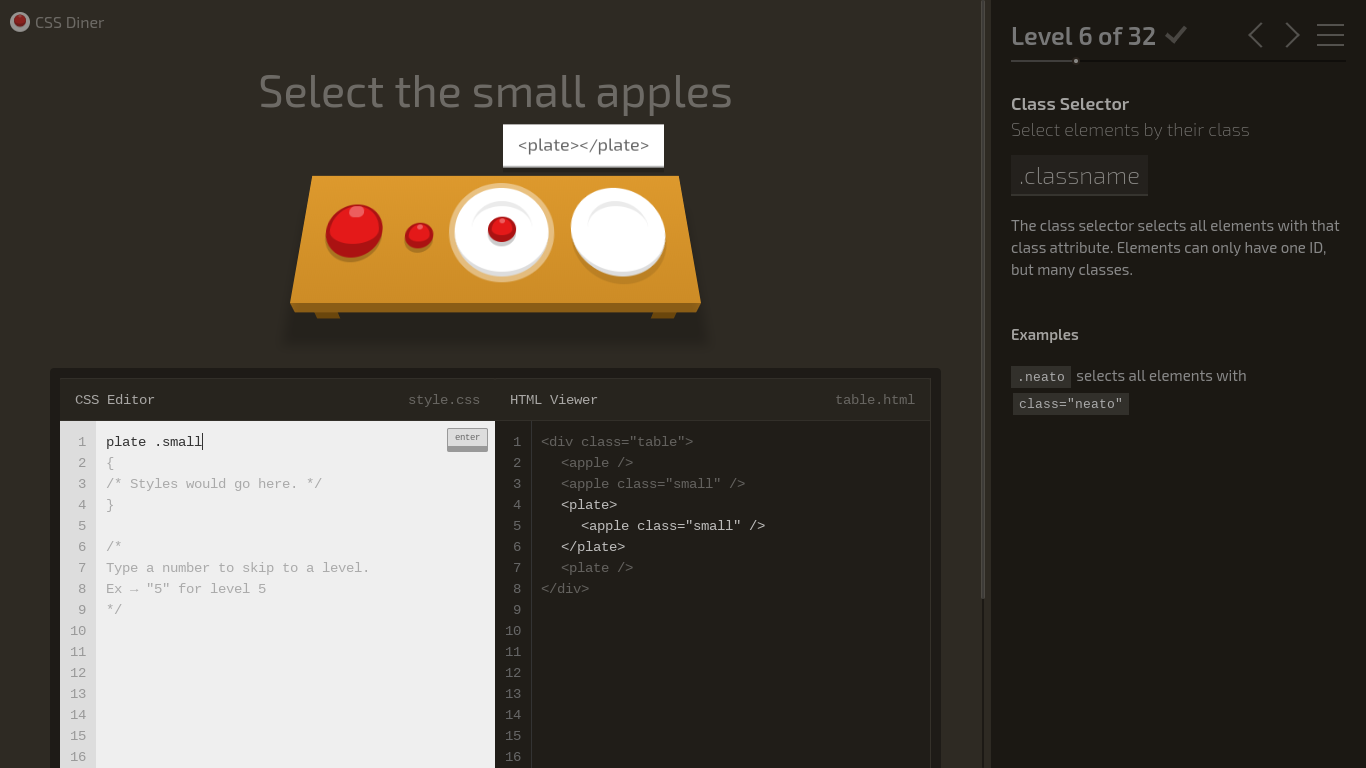 CSS Diner
Select the small apples
<plate></plate>
CSS Editor style.css
enter
1 plate .small
2 {
3 /* Styles would go here. */
4 }
5
6 /*
7 Type a number to skip to a level.
8 Ex → "5" for level 5
9 */
10
11
12
13
14
15
16
HTML Viewer table.html
1 <div class="table">
2 <apple />
3 <apple class="small" />
4 <plate>
5 <apple class="small" />
6 </plate>
7 <plate />
8 </div>
9
10
11
12
13
14
15
16
Level 6 of 32
Class Selector
Select elements by their class
.classname
The class selector selects all elements with that
class attribute. Elements can only have one ID,
but many classes.
Examples
.neato selects all elements with
class="neato"